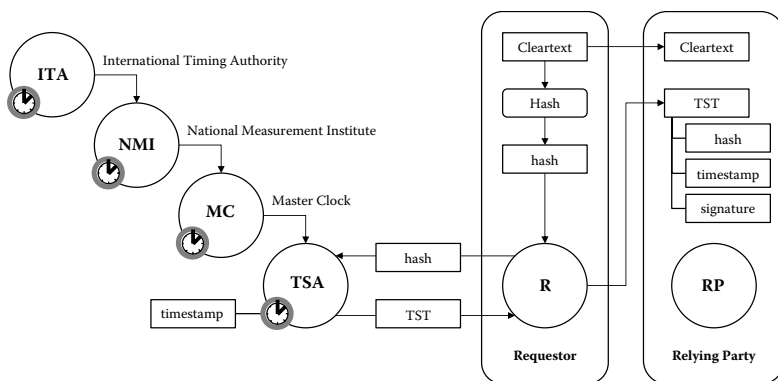 ITA
International Timing Authority
NMI
National Measurement Institute
MC
Master Clock
TSA
timestamp
hash
TST
Cleartext
Hash
hash
R
Requestor
Cleartext
TST
hash
timestamp
signature
RP
Relying Party